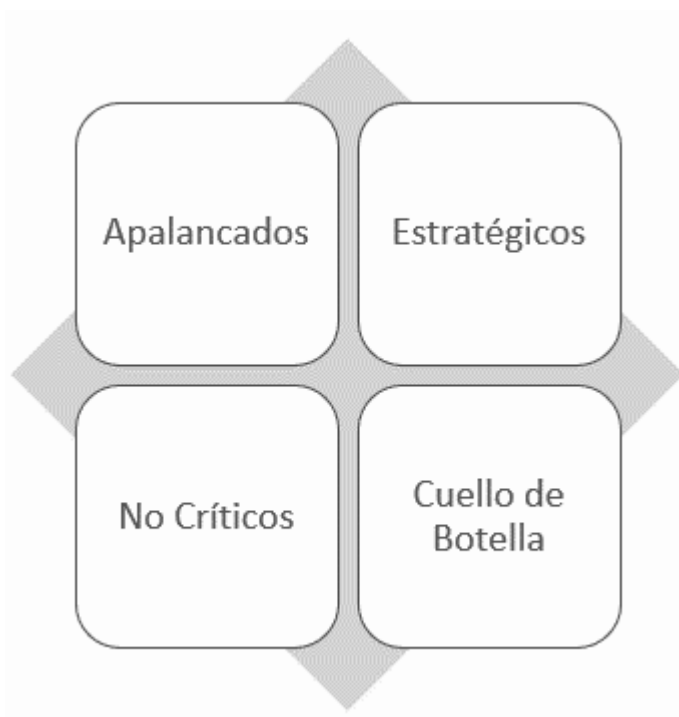 Apalancados
Estratégicos
No Críticos
Cuello de
Botella